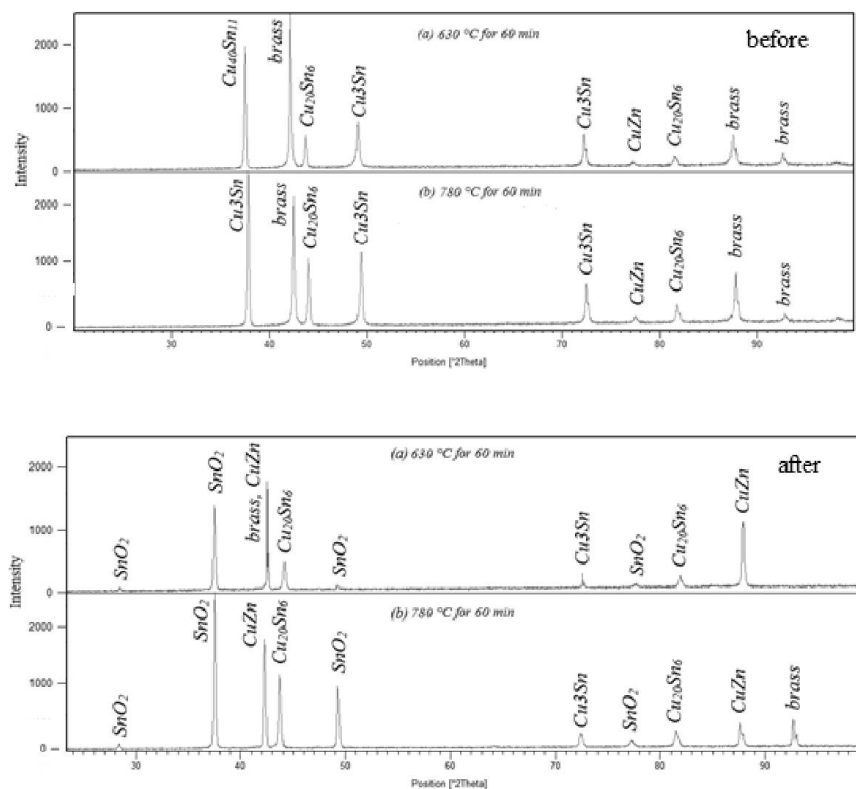 2000
1000
0
Intensity
Cu₄₀Sn₁₁
brass
Cu₂₀Sn₆
Cu3Sn
(a) 630 °C for 60 min
before
Cu3Sn
CuZn
Cu₂₀Sn₆
brass
brass
2000
1000
0
Cu3Sn
brass
Cu₂₀Sn₆
Cu3Sn
(b) 780 °C for 60 min
Cu3Sn
CuZn
Cu₂₀Sn₆
brass
brass
30 40 50 60 70 80 90
Position [°2Theta]
2000
1000
0
Intensity
SnO₂
SnO₂
brass, CuZn
Cu₂₀Sn₆
SnO₂
(a) 630 °C for 60 min
after
Cu3Sn
SnO₂
Cu₂₀Sn₆
CuZn
2000
1000
0
SnO₂
SnO₂
CuZn
Cu₂₀Sn₆
SnO₂
(b) 780 °C for 60 min
Cu3Sn
SnO₂
Cu₂₀Sn₆
CuZn
brass
30 40 50 60 70 80 90
Position [°2Theta]